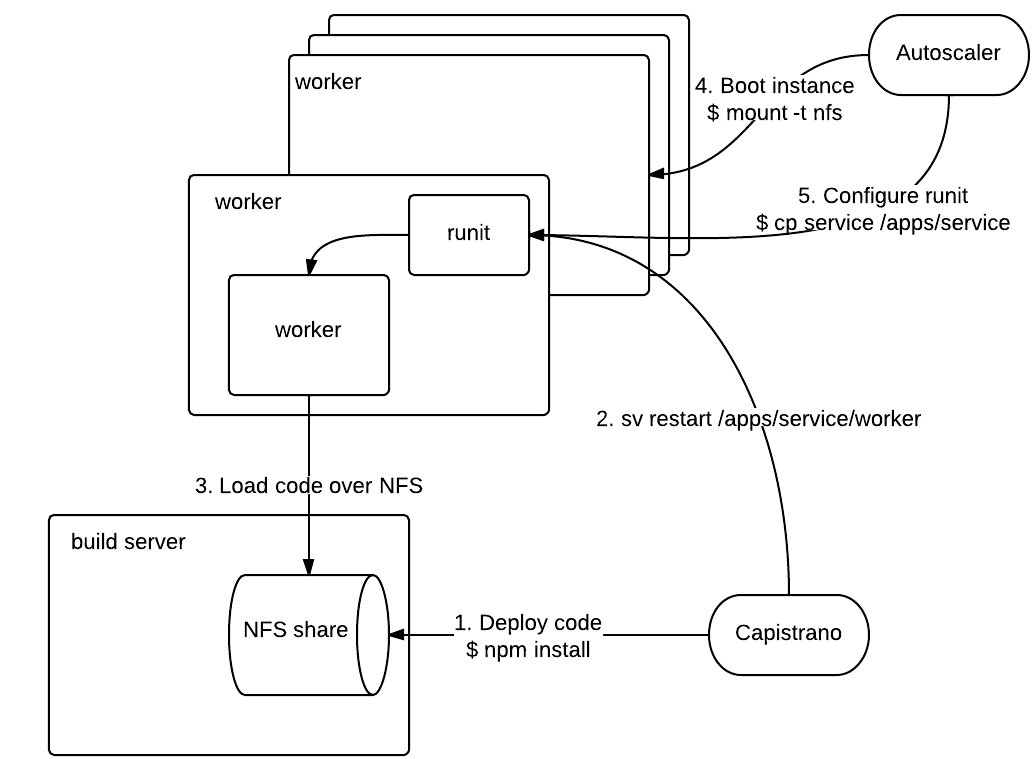 Autoscaler
worker
4. Boot instance
$ mount -t nfs
worker
runit
5. Configure runit
$ cp service /apps/service
worker
2. sv restart /apps/service/worker
3. Load code over NFS
build server
NFS share
1. Deploy code
$ npm install
Capistrano